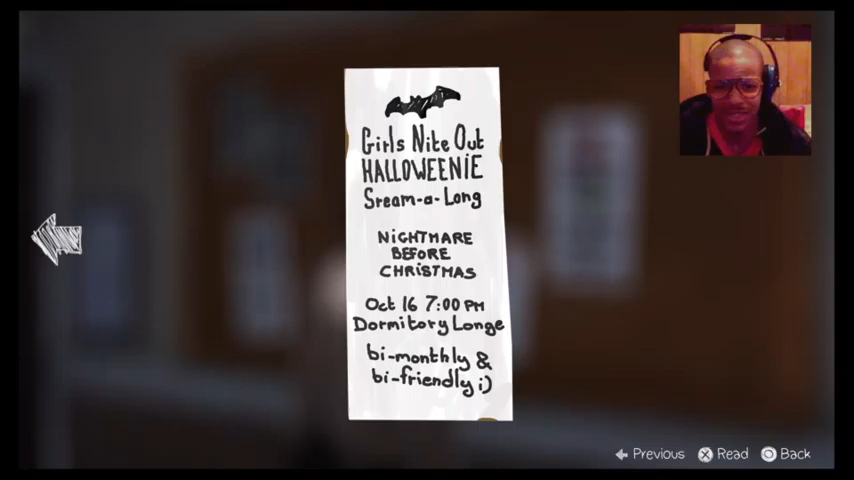 Girls Nite Out
HALLOWEENIE
Sream-a-Long
NiGHTMARE
BEFORE
CHRiSTMAS
Oct 16 7:00 PM
Dormitory Longe
bi-monthly &
bi-friendly ;)
Previous
Read
Back